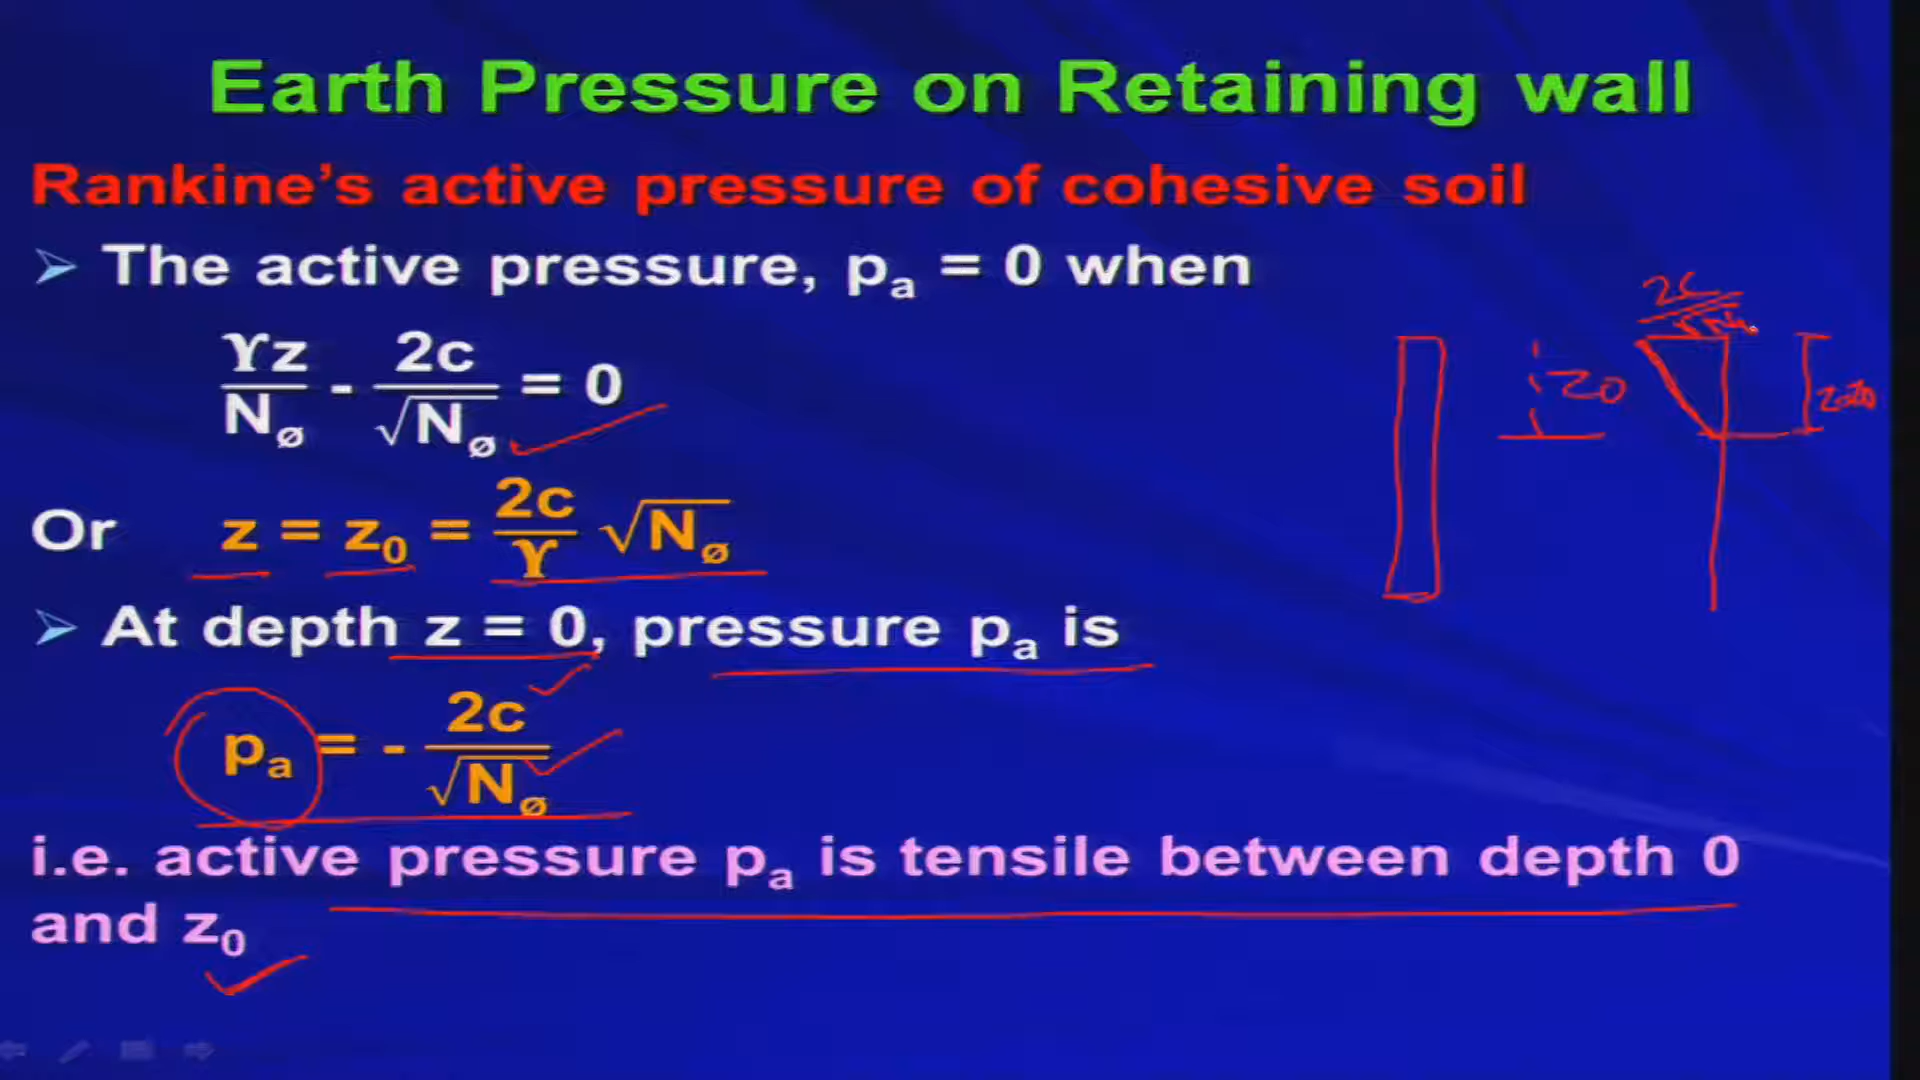 Earth Pressure on Retaining wall
Rankine's active pressure of cohesive soil
➢ The active pressure, pₐ = 0 when
ϒz/Nø - 2c/√Nø = 0
Or z = z₀ = 2c/ϒ √Nø
➢ At depth z = 0, pressure pₐ is
pₐ = - 2c/√Nø
i.e. active pressure pₐ is tensile between depth 0
and z₀
2c
z0